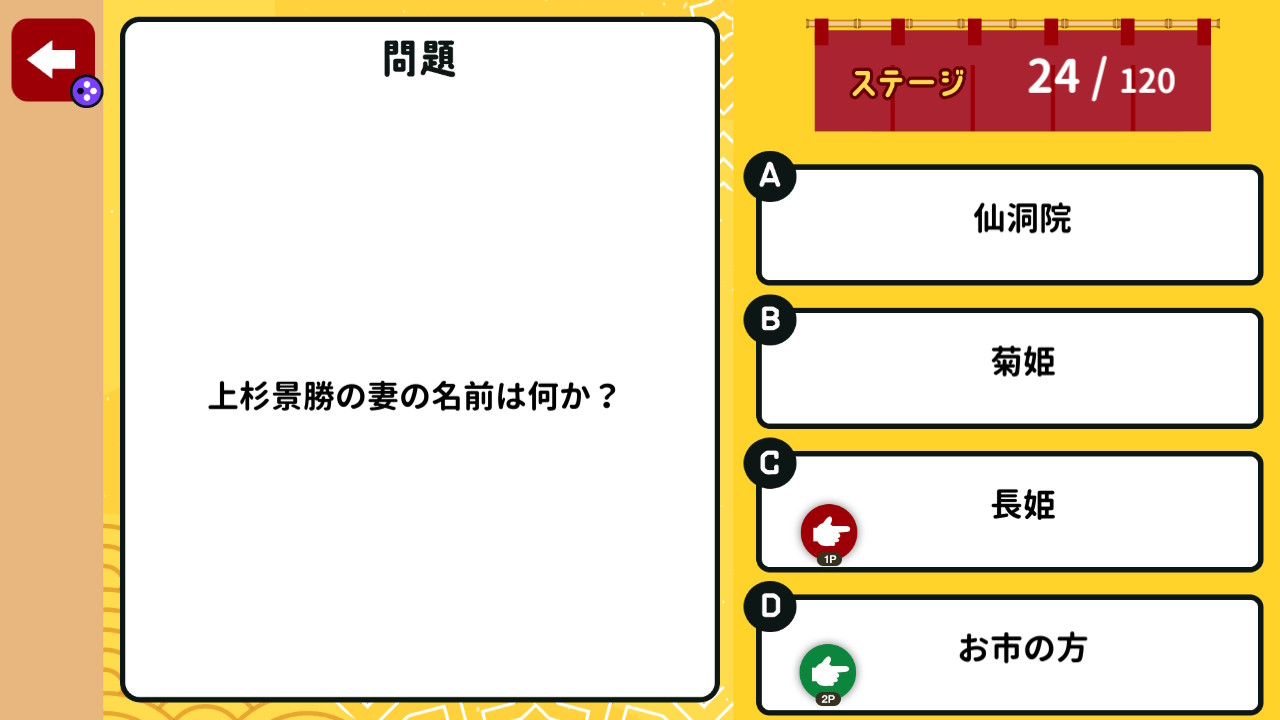 問題
上杉景勝の妻の名前は何か？
ステージ 24 / 120
A
仙洞院
B
菊姫
C
長姫
1P
D
お市の方
2P